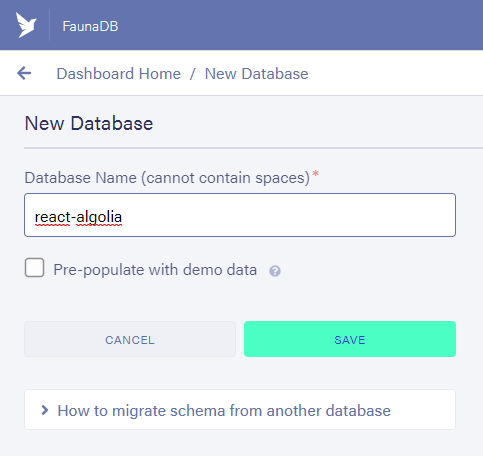 FaunaDB
Dashboard Home / New Database
New Database
Database Name (cannot contain spaces)*
react-algolia
Pre-populate with demo data ?
CANCEL
SAVE
How to migrate schema from another database